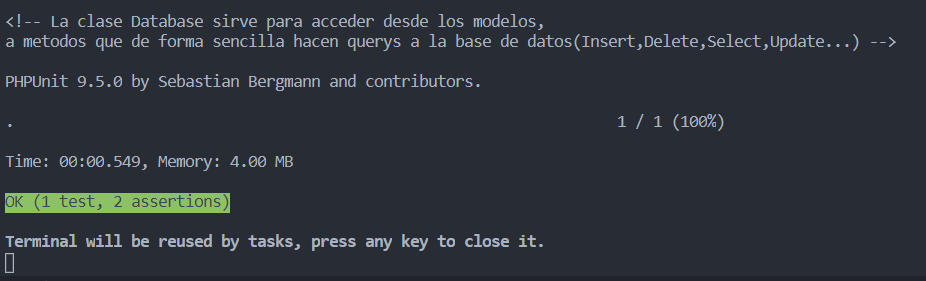 <!-- La clase Database sirve para acceder desde los modelos,
a metodos que de forma sencilla hacen querys a la base de datos(Insert,Delete,Select,Update...) -->
PHPUnit 9.5.0 by Sebastian Bergmann and contributors.
. 1 / 1 (100%)
Time: 00:00.549, Memory: 4.00 MB
OK (1 test, 2 assertions)
Terminal will be reused by tasks, press any key to close it.